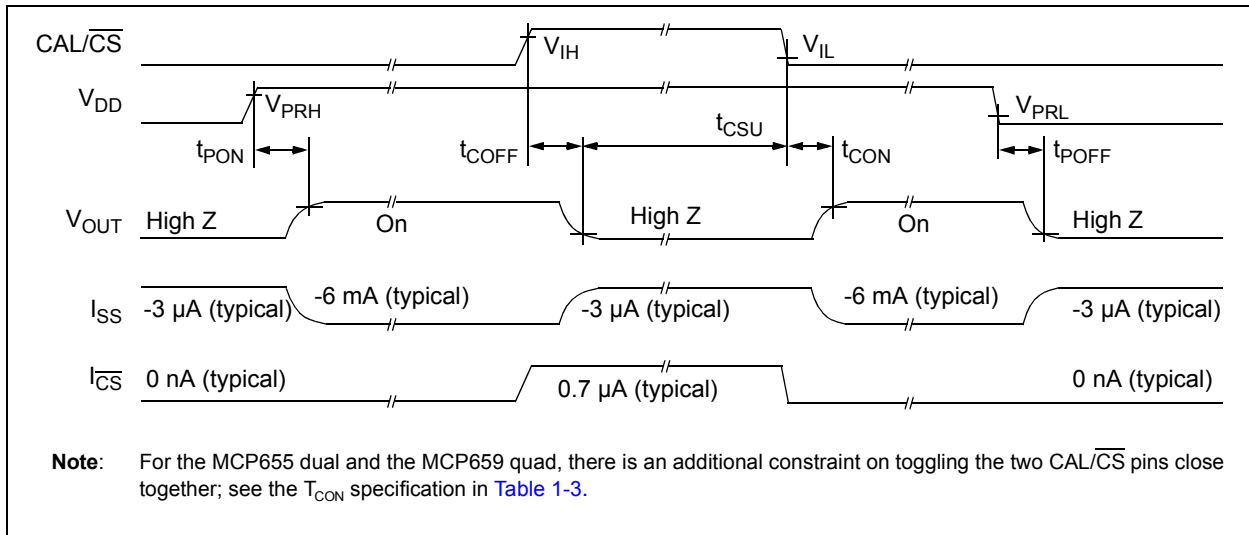 CAL/C̅S̅
V_IH
V_IL
V_DD
V_PRH
V_PRL
t_CSU
t_PON
t_COFF
t_CON
t_POFF
V_OUT
High Z
On
High Z
On
High Z
I_SS
-3 µA (typical)
-6 mA (typical)
-3 µA (typical)
-6 mA (typical)
-3 µA (typical)
I_C̅S̅
0 nA (typical)
0.7 µA (typical)
0 nA (typical)
Note: For the MCP655 dual and the MCP659 quad, there is an additional constraint on toggling the two CAL/C̅S̅ pins close
together; see the T_CON specification in Table 1-3.